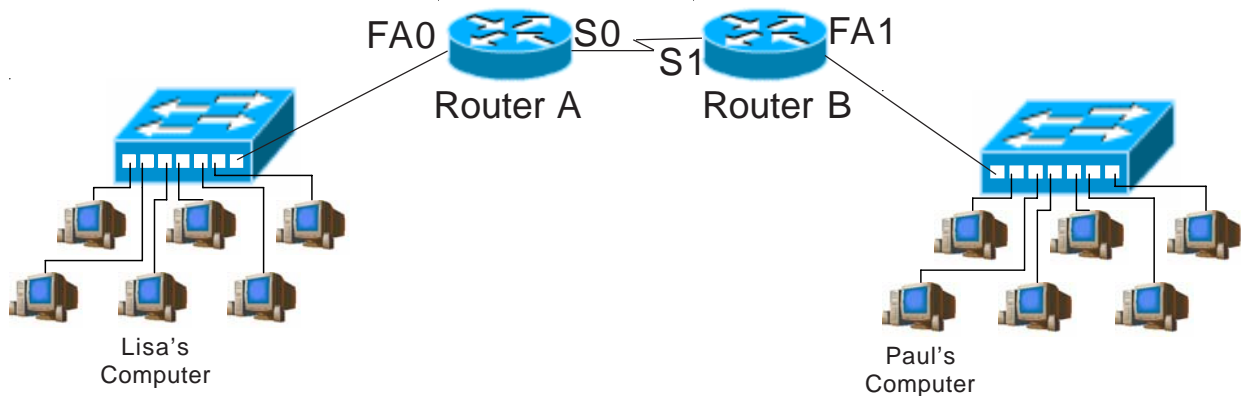 FA0
S0
S1
FA1
Router A
Router B
Lisa's
Computer
Paul's
Computer